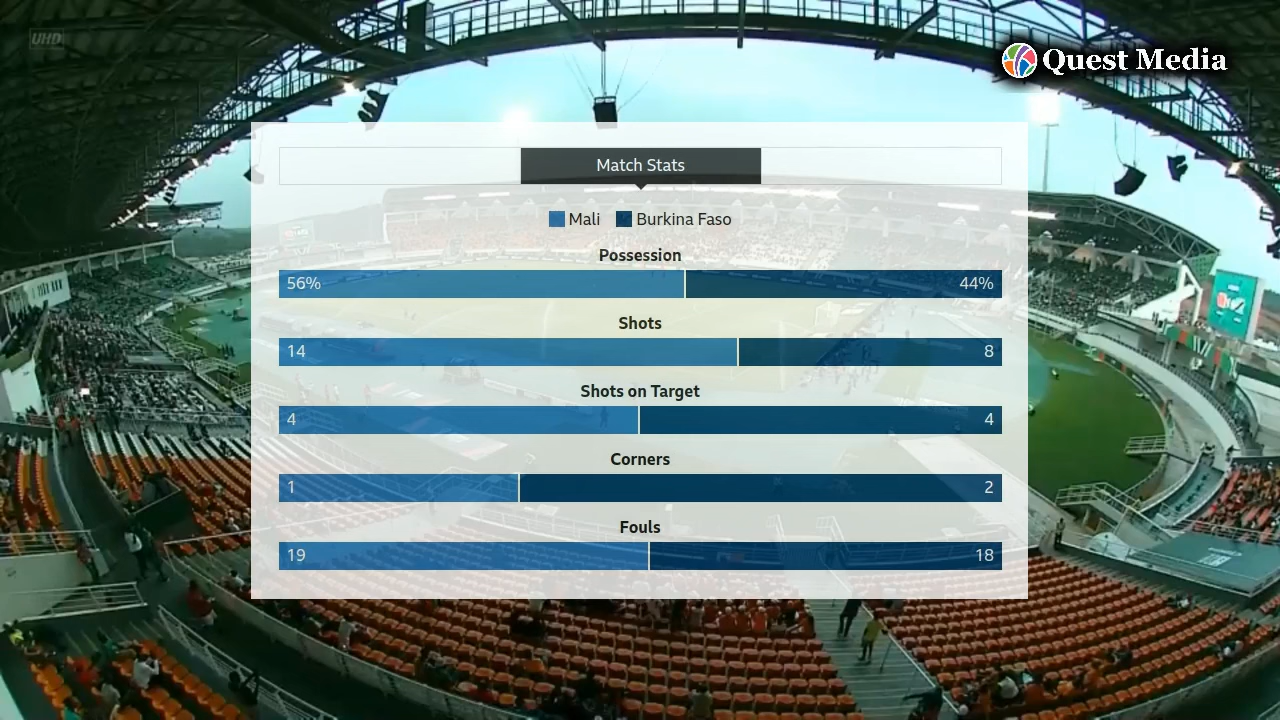 UHD
Quest Media
Match Stats
Mali Burkina Faso
Possession
56% 44%
Shots
14 8
Shots on Target
4 4
Corners
1 2
Fouls
19 18